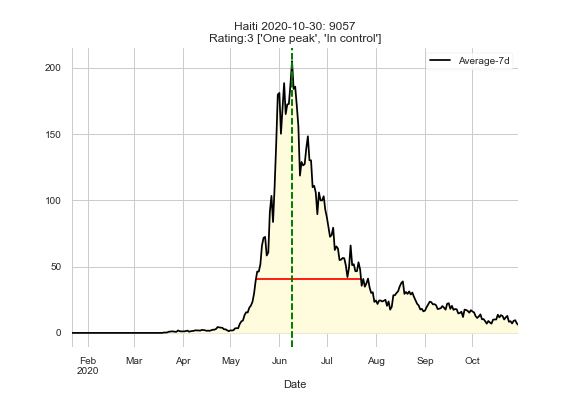 Haiti 2020-10-30: 9057
Rating:3 ['One peak', 'In control']
Average-7d
200
150
100
50
0
Feb Mar Apr May Jun Jul Aug Sep Oct
2020
Date